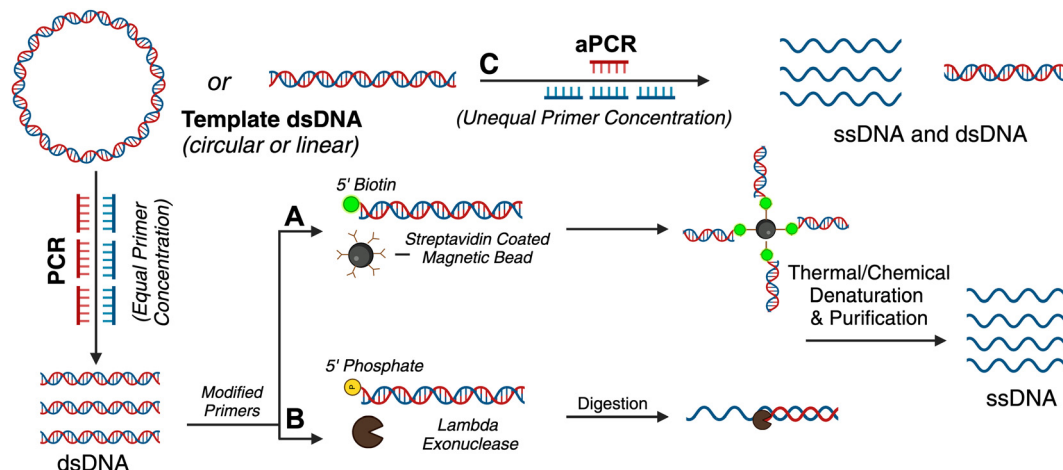 or
Template dsDNA
(circular or linear)
C
aPCR
(Unequal Primer Concentration)
ssDNA and dsDNA
PCR
(Equal Primer
Concentration)
dsDNA
Modified
Primers
A
5' Biotin
Streptavidin Coated
Magnetic Bead
Thermal/Chemical
Denaturation
& Purification
ssDNA
B
5' Phosphate
P
Lambda
Exonuclease
Digestion